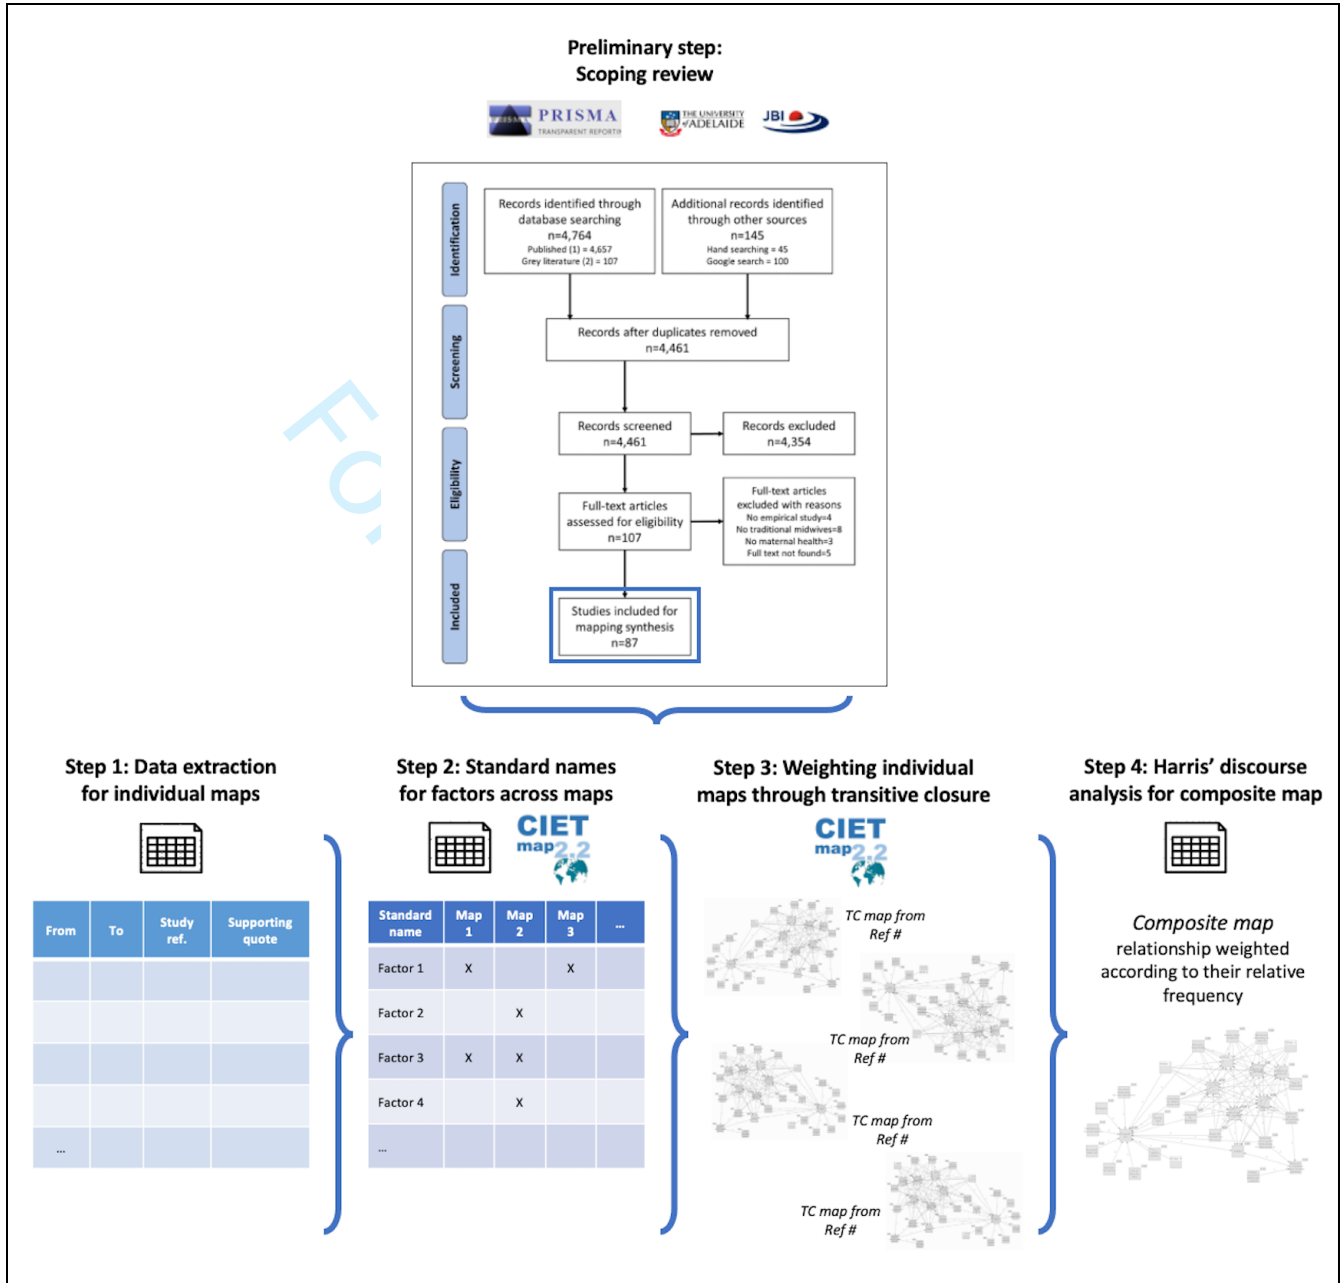 Preliminary step:
Scoping review
PRISMA
TRANSPARENT REPORTIN
THE UNIVERSITY
of ADELAIDE
JBI
Identification
Records identified through
database searching
n=4,764
Published (1) = 4,657
Grey literature (2) = 107
Additional records identified
through other sources
n=145
Hand searching = 45
Google search = 100
Screening
Records after duplicates removed
n=4,461
Records screened
n=4,461
Records excluded
n=4,354
Eligibility
Full-text articles
assessed for eligibility
n=107
Full-text articles
excluded with reasons
No empirical study=4
No traditional midwives=8
No maternal health=3
Full text not found=5
Included
Studies included for
mapping synthesis
n=87
Fo
Step 1: Data extraction
for individual maps
From
To
Study
ref.
Supporting
quote
...
Step 2: Standard names
for factors across maps
CIET
map2.2
Standard
name
Map
1
Map
2
Map
3
...
Factor 1 X X
Factor 2 X
Factor 3 X X
Factor 4 X
...
Step 3: Weighting individual
maps through transitive closure
CIET
map2.2
TC map from
Ref #
TC map from
Ref #
TC map from
Ref #
TC map from
Ref #
Step 4: Harris’ discourse
analysis for composite map
Composite map
relationship weighted
according to their relative
frequency